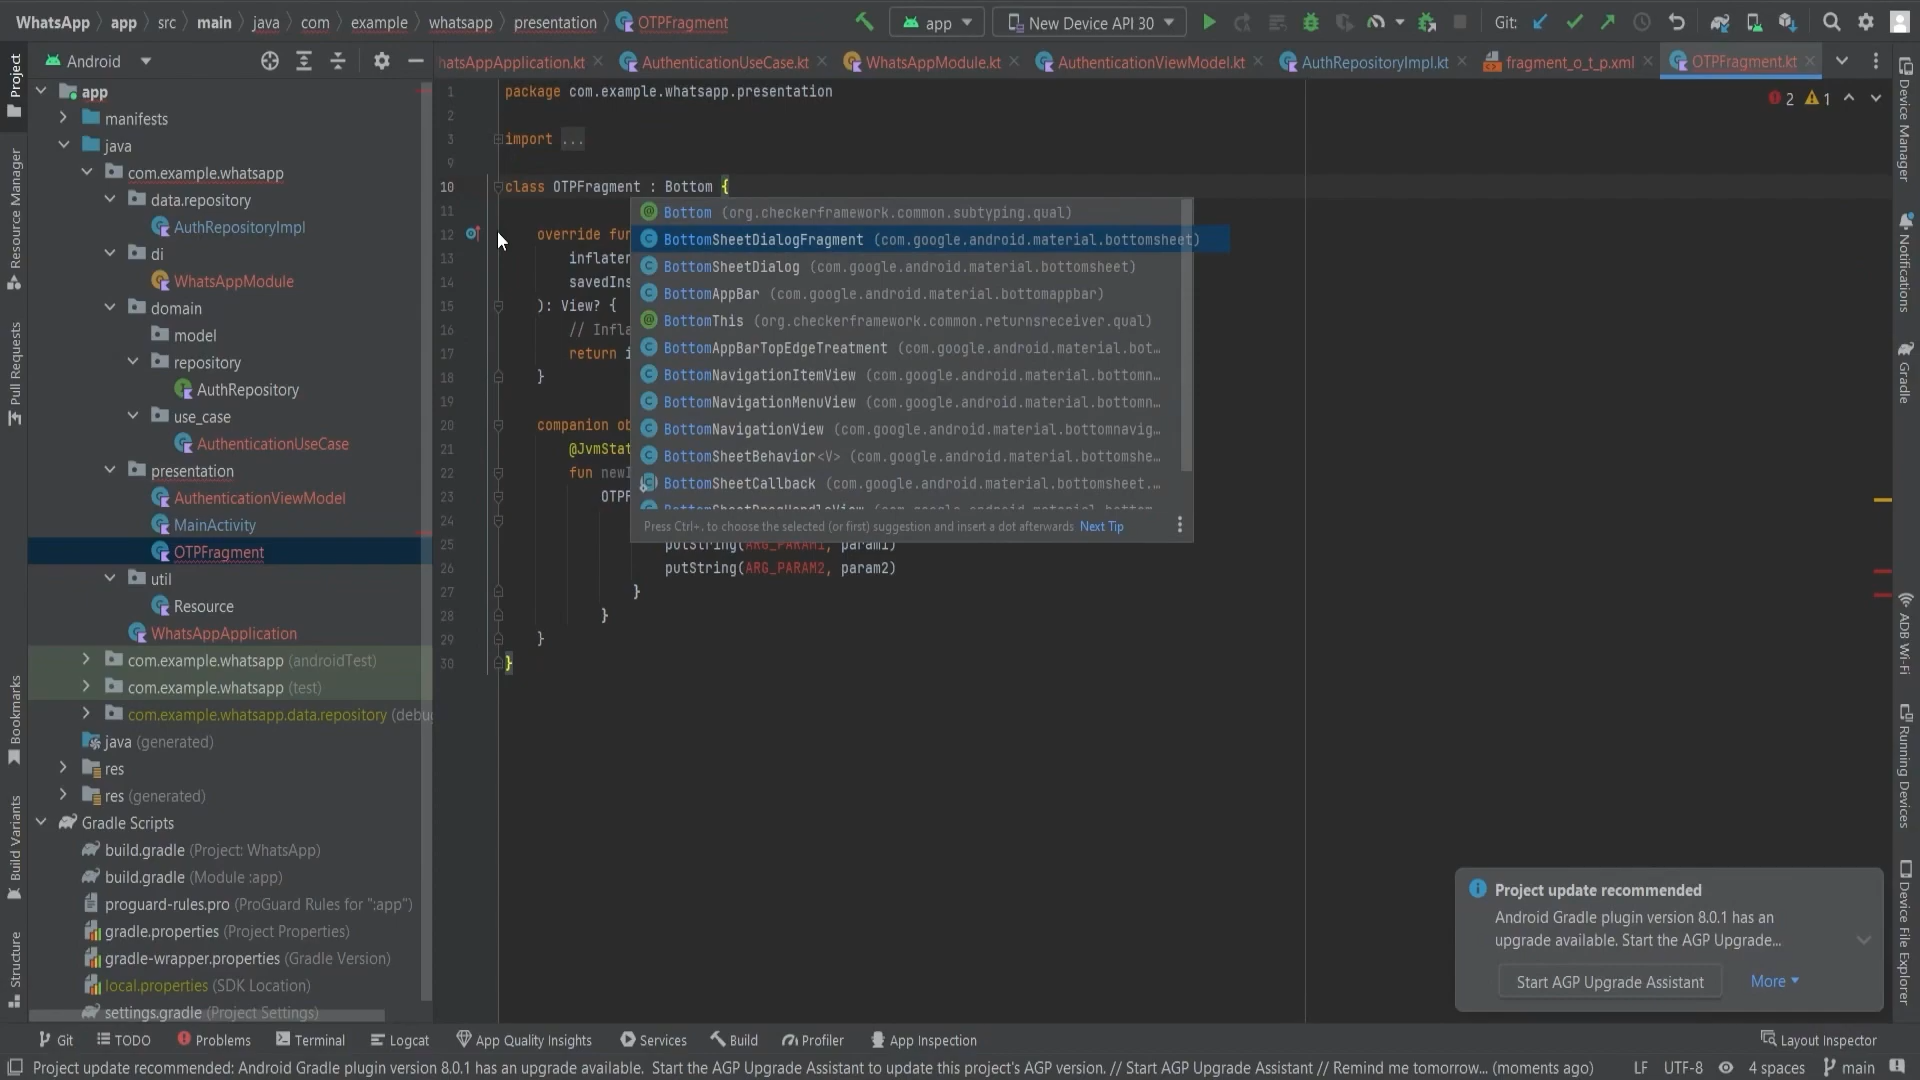 WhatsApp app src main java com example whatsapp presentation OTPFragment app New Device API 30 Git:
Project
Resource Manager
Pull Requests
Bookmarks
Build Variants
Structure
Android
app
manifests
java
com.example.whatsapp
data.repository
AuthRepositoryImpl
di
WhatsAppModule
domain
model
repository
AuthRepository
use_case
AuthenticationUseCase
presentation
AuthenticationViewModel
MainActivity
OTPFragment
util
Resource
WhatsAppApplication
com.example.whatsapp (androidTest)
com.example.whatsapp (test)
com.example.whatsapp.data.repository (debu
java (generated)
res
res (generated)
Gradle Scripts
build.gradle (Project: WhatsApp)
build.gradle (Module :app)
proguard-rules.pro (ProGuard Rules for ":app")
gradle.properties (Project Properties)
gradle-wrapper.properties (Gradle Version)
local.properties (SDK Location)
settings.gradle (Project Settings)
hatsAppApplication.kt AuthenticationUseCase.kt WhatsAppModule.kt AuthenticationViewModel.kt AuthRepositoryImpl.kt fragment_o_t_p.xml OTPFragment.kt
2 1
1 package com.example.whatsapp.presentation
2
3 import ...
9
10 class OTPFragment : Bottom {
11
12 override fun
13 inflater
14 savedIns
15 ): View? {
16 // Infla
17 return i
18 }
19
20 companion ob
21 @JvmStat
22 fun newI
23 OTPF
24
25 putString(ARG_PARAM1, param1)
26 putString(ARG_PARAM2, param2)
27 }
28 }
29 }
30 }
Bottom (org.checkerframework.common.subtyping.qual)
BottomSheetDialogFragment (com.google.android.material.bottomsheet)
BottomSheetDialog (com.google.android.material.bottomsheet)
BottomAppBar (com.google.android.material.bottomappbar)
BottomThis (org.checkerframework.common.returnsreceiver.qual)
BottomAppBarTopEdgeTreatment (com.google.android.material.bot…
BottomNavigationItemView (com.google.android.material.bottomn…
BottomNavigationMenuView (com.google.android.material.bottomn…
BottomNavigationView (com.google.android.material.bottomnavig…
BottomSheetBehavior<V> (com.google.android.material.bottomshe…
BottomSheetCallback (com.google.android.material.bottomsheet.…
BottomSheetDragHandleView (com.google.android.material.bottom
Press Ctrl+. to choose the selected (or first) suggestion and insert a dot afterwards Next Tip
Device Manager
Notifications
Gradle
ADB Wi-Fi
Running Devices
Device File Explorer
Project update recommended
Android Gradle plugin version 8.0.1 has an
upgrade available. Start the AGP Upgrade...
Start AGP Upgrade Assistant More
Git TODO Problems Terminal Logcat App Quality Insights Services Build Profiler App Inspection Layout Inspector
Project update recommended: Android Gradle plugin version 8.0.1 has an upgrade available. Start the AGP Upgrade Assistant to update this project's AGP version. // Start AGP Upgrade Assistant // Remind me tomorrow... (moments ago) LF UTF-8 4 spaces main